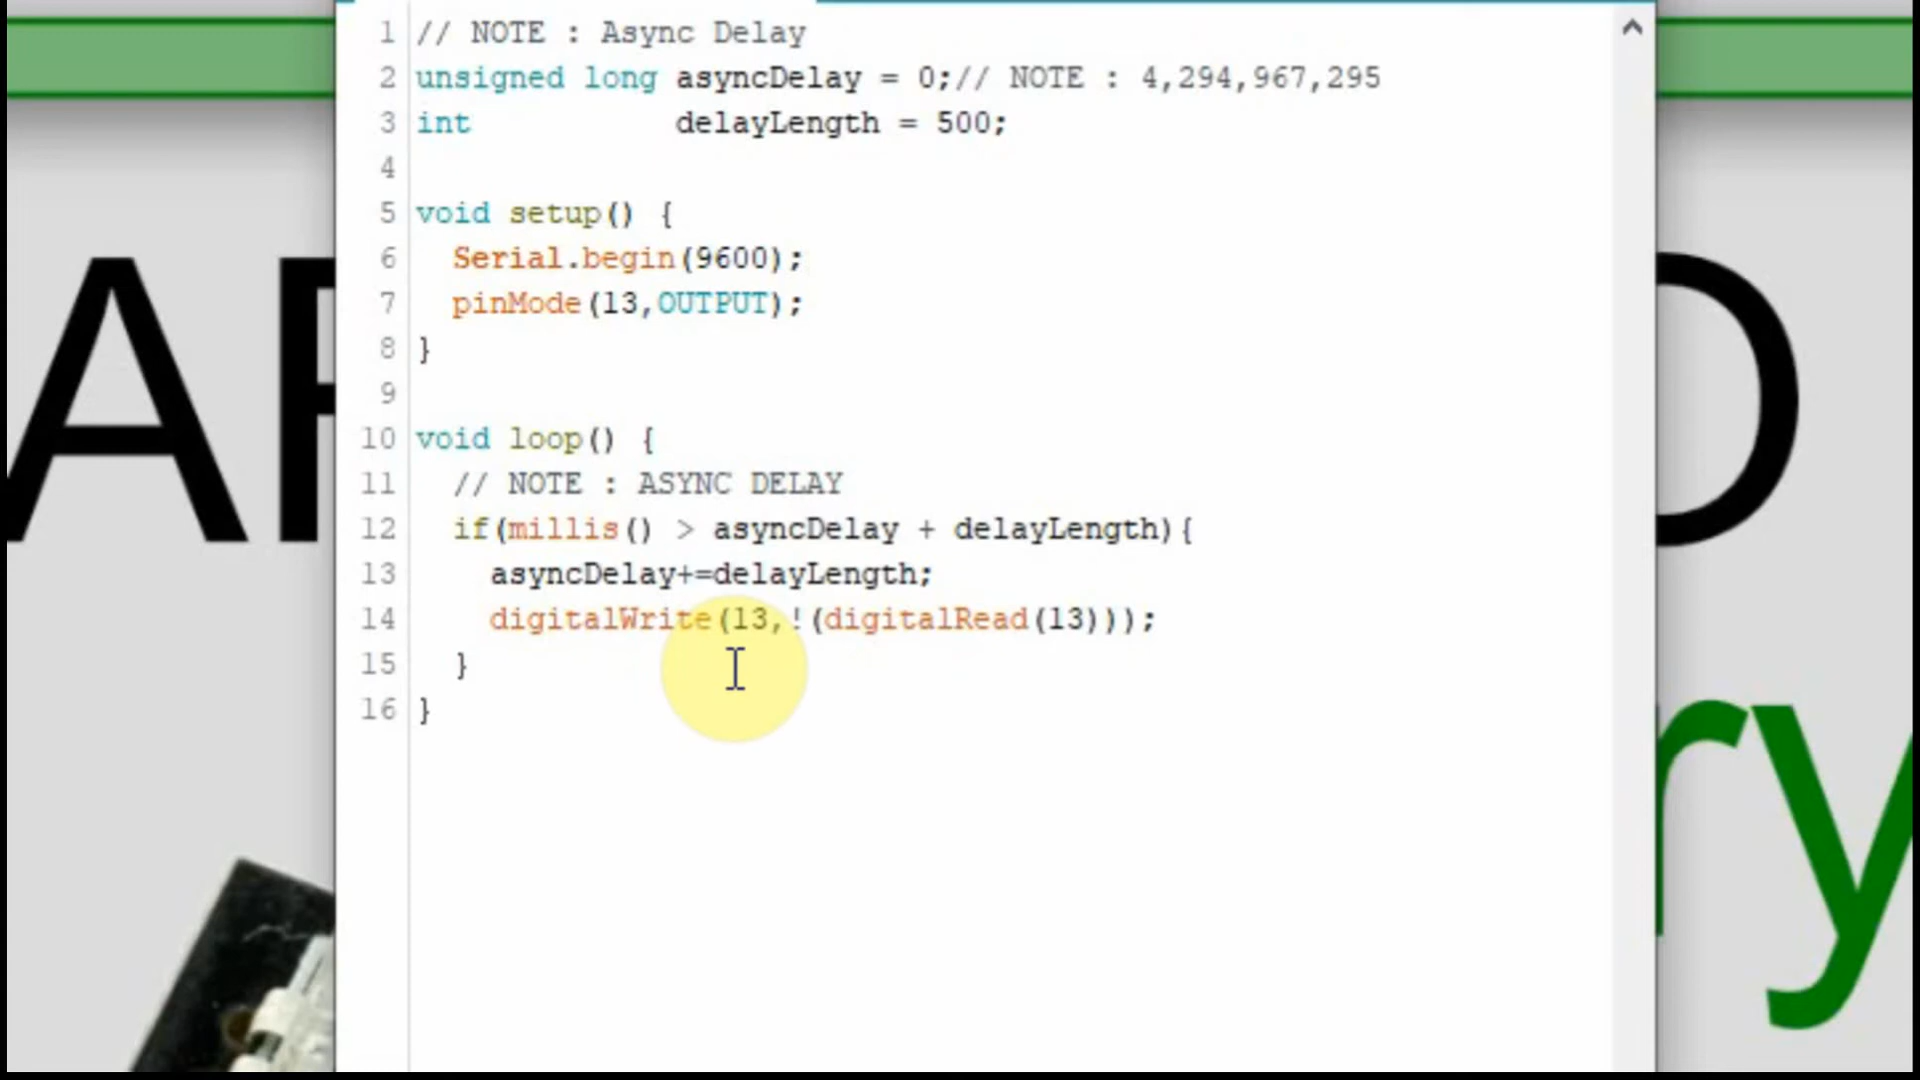 1 // NOTE : Async Delay
2 unsigned long asyncDelay = 0;// NOTE : 4,294,967,295
3 int           delayLength = 500;
4
5 void setup() {
6   Serial.begin(9600);
7   pinMode(13,OUTPUT);
8 }
9
10 void loop() {
11   // NOTE : ASYNC DELAY
12   if(millis() > asyncDelay + delayLength){
13     asyncDelay+=delayLength;
14     digitalWrite(13,!(digitalRead(13)));
15   }
16 }